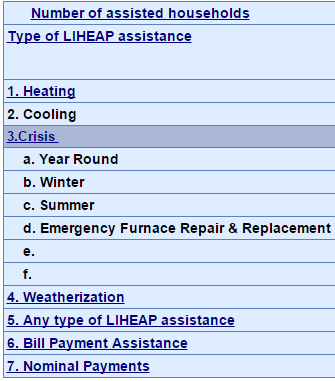 Number of assisted households
Type of LIHEAP assistance
1. Heating
2. Cooling
3.Crisis
a. Year Round
b. Winter
c. Summer
d. Emergency Furnace Repair & Replacement
e.
f.
4. Weatherization
5. Any type of LIHEAP assistance
6. Bill Payment Assistance
7. Nominal Payments